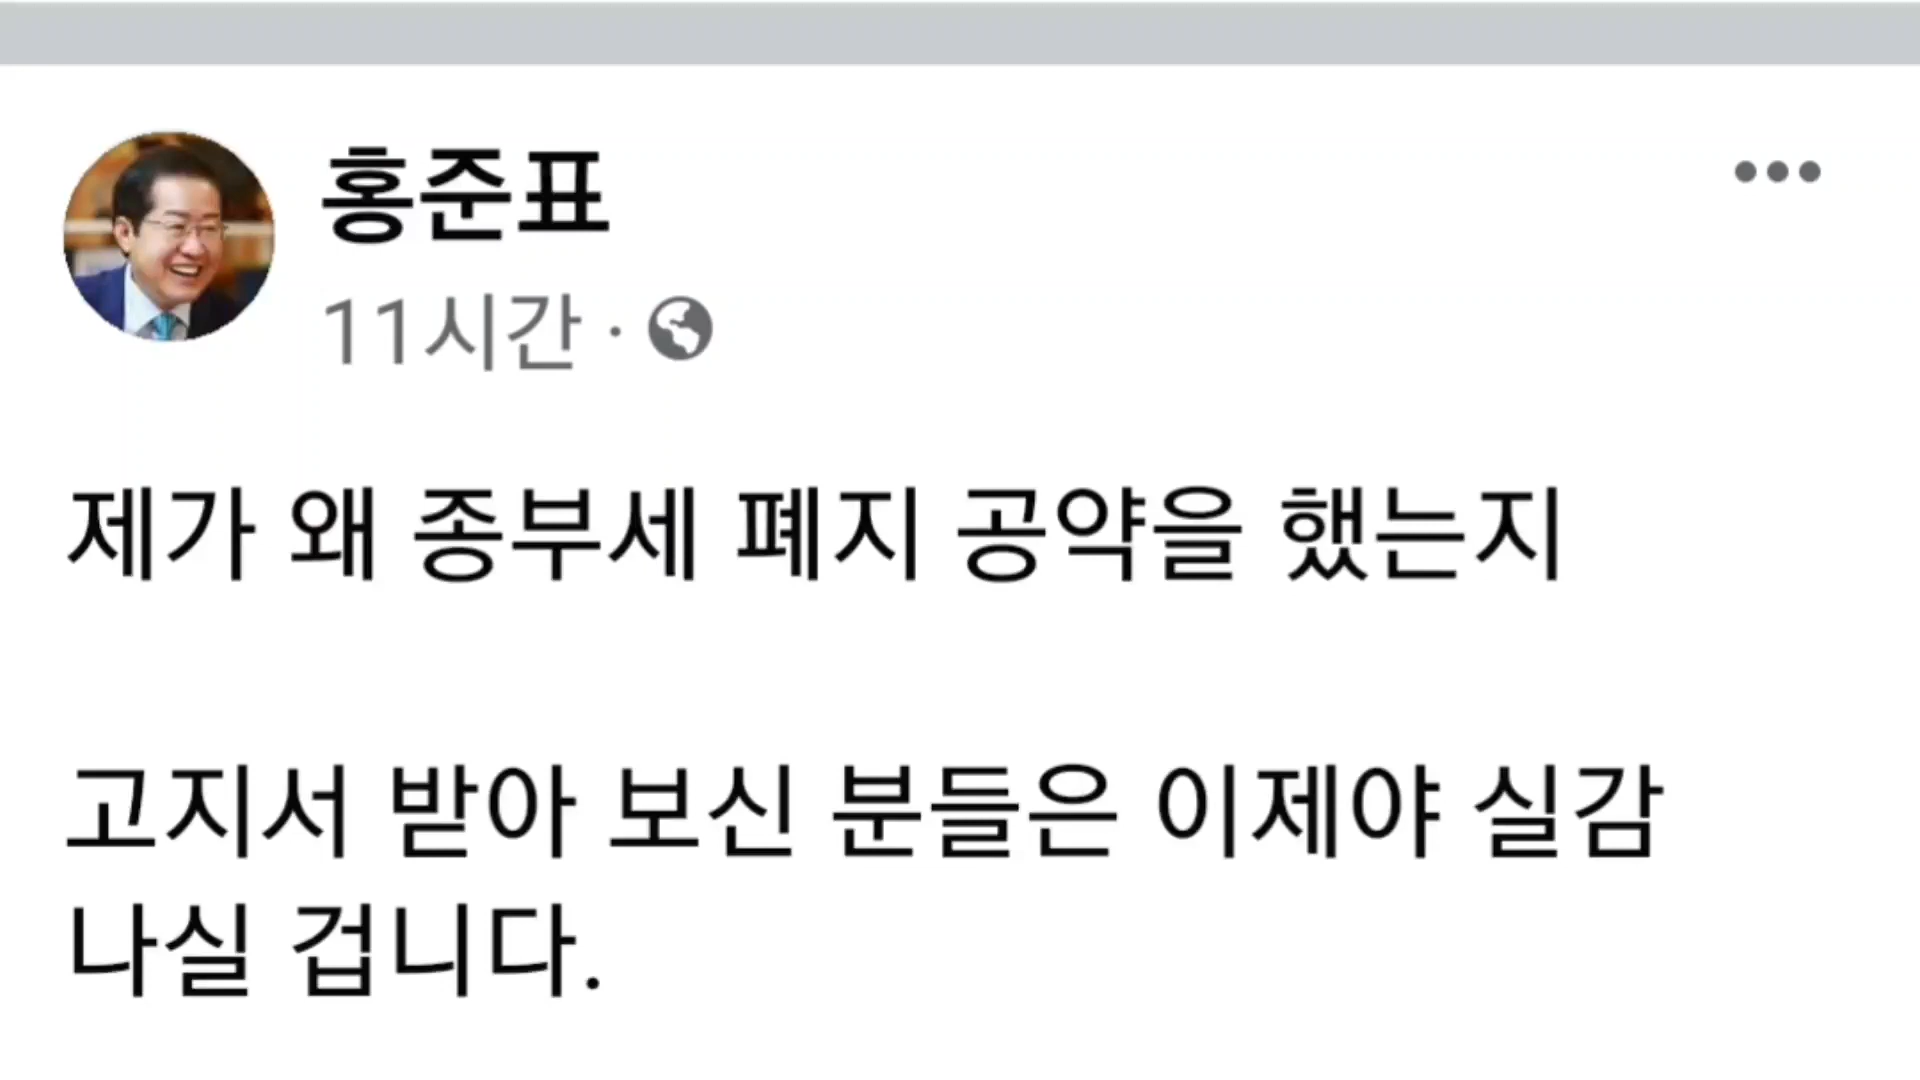 홍준표
11시간 ·
제가 왜 종부세 폐지 공약을 했는지
고지서 받아 보신 분들은 이제야 실감
나실 겁니다.